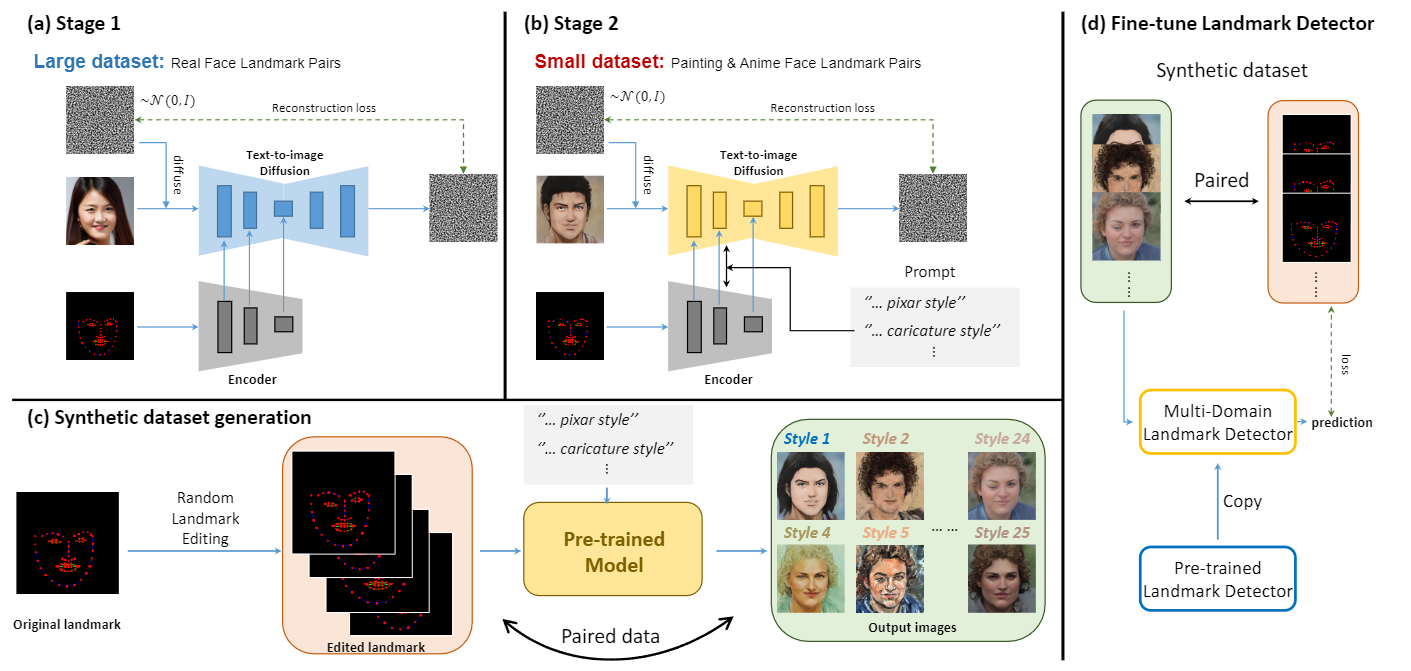 (a) Stage 1
Large dataset: Real Face Landmark Pairs
~𝒩(0, I)
Reconstruction loss
diffuse
Text-to-image
Diffusion
Encoder
(b) Stage 2
Small dataset: Painting & Anime Face Landmark Pairs
~𝒩(0, I)
Reconstruction loss
diffuse
Text-to-image
Diffusion
Prompt
‘‘... pixar style’’
‘‘... caricature style’’
⋮
Encoder
(c) Synthetic dataset generation
Original landmark
Random
Landmark
Editing
Edited landmark
‘‘... pixar style’’
‘‘... caricature style’’
⋮
Pre-trained
Model
Paired data
Style 1 Style 2 Style 24
... ...
Style 4 Style 5 Style 25
Output images
(d) Fine-tune Landmark Detector
Synthetic dataset
Paired
loss
Multi-Domain
Landmark Detector
prediction
Copy
Pre-trained
Landmark Detector